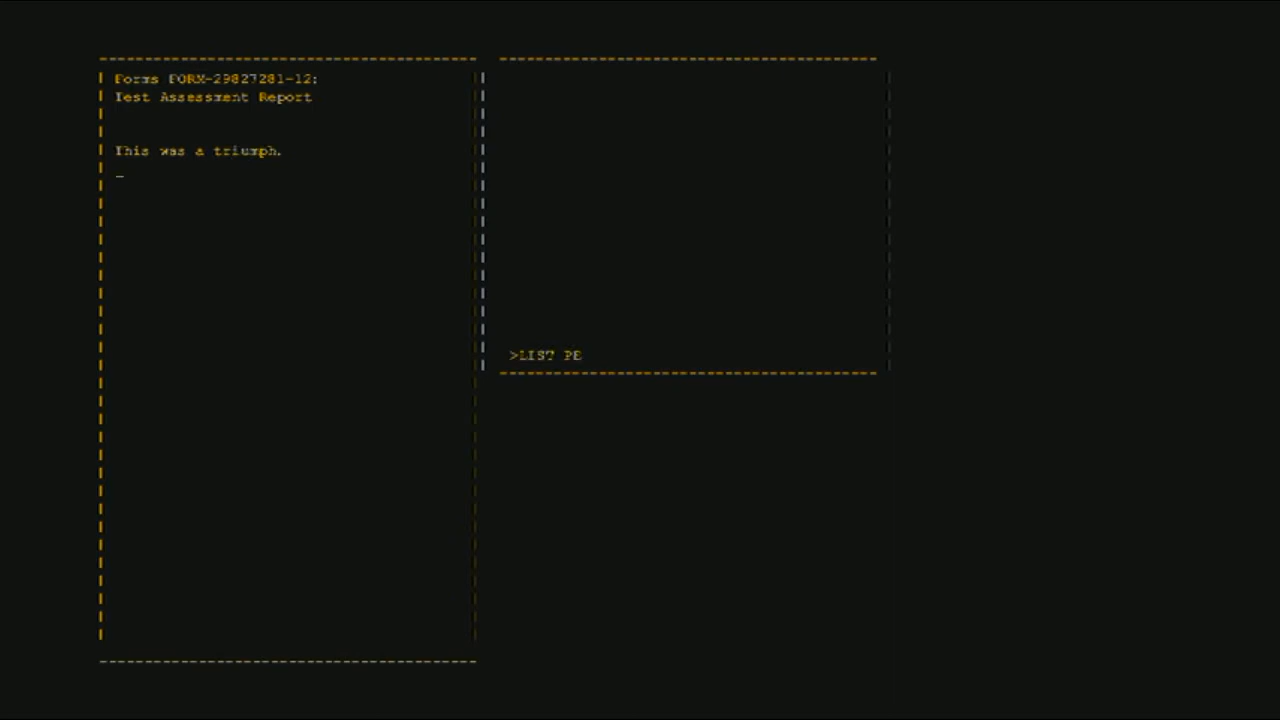 Forms FORM-29827281-12:
Test Assessment Report
This was a triumph.
_
>LIST PE